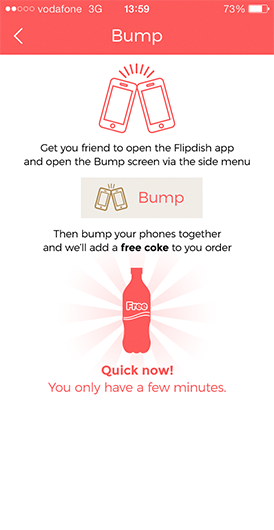 vodafone 3G 13:59 73%
Bump
Get you friend to open the Flipdish app
and open the Bump screen via the side menu
Bump
Then bump your phones together
and we'll add a free coke to you order
Free
Quick now!
You only have a few minutes.